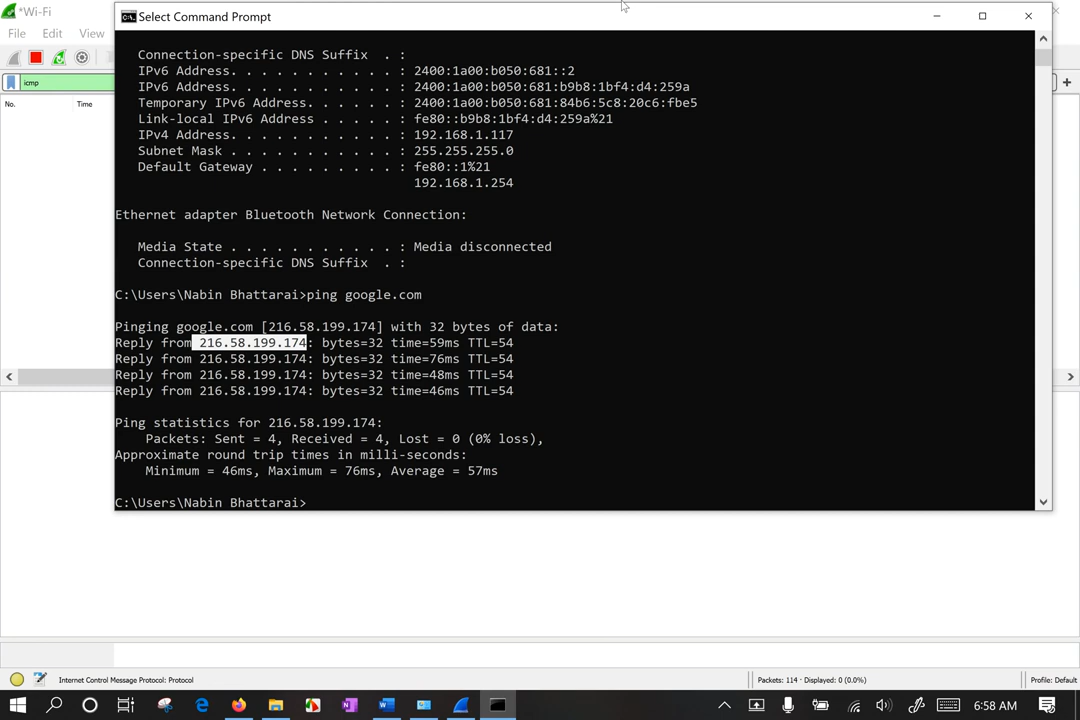 *Wi-Fi
File Edit View
icmp
No. Time
Select Command Prompt
Connection-specific DNS Suffix . :
IPv6 Address. . . . . . . . . . . : 2400:1a00:b050:681::2
IPv6 Address. . . . . . . . . . . : 2400:1a00:b050:681:b9b8:1bf4:d4:259a
Temporary IPv6 Address. . . . . . : 2400:1a00:b050:681:84b6:5c8:20c6:fbe5
Link-local IPv6 Address . . . . . : fe80::b9b8:1bf4:d4:259a%21
IPv4 Address. . . . . . . . . . . : 192.168.1.117
Subnet Mask . . . . . . . . . . . : 255.255.255.0
Default Gateway . . . . . . . . . : fe80::1%21
192.168.1.254
Ethernet adapter Bluetooth Network Connection:
Media State . . . . . . . . . . . : Media disconnected
Connection-specific DNS Suffix . :
C:\Users\Nabin Bhattarai>ping google.com
Pinging google.com [216.58.199.174] with 32 bytes of data:
Reply from 216.58.199.174: bytes=32 time=59ms TTL=54
Reply from 216.58.199.174: bytes=32 time=76ms TTL=54
Reply from 216.58.199.174: bytes=32 time=48ms TTL=54
Reply from 216.58.199.174: bytes=32 time=46ms TTL=54
Ping statistics for 216.58.199.174:
Packets: Sent = 4, Received = 4, Lost = 0 (0% loss),
Approximate round trip times in milli-seconds:
Minimum = 46ms, Maximum = 76ms, Average = 57ms
C:\Users\Nabin Bhattarai>
Internet Control Message Protocol: Protocol
Packets: 114 · Displayed: 0 (0.0%)
Profile: Default
6:58 AM